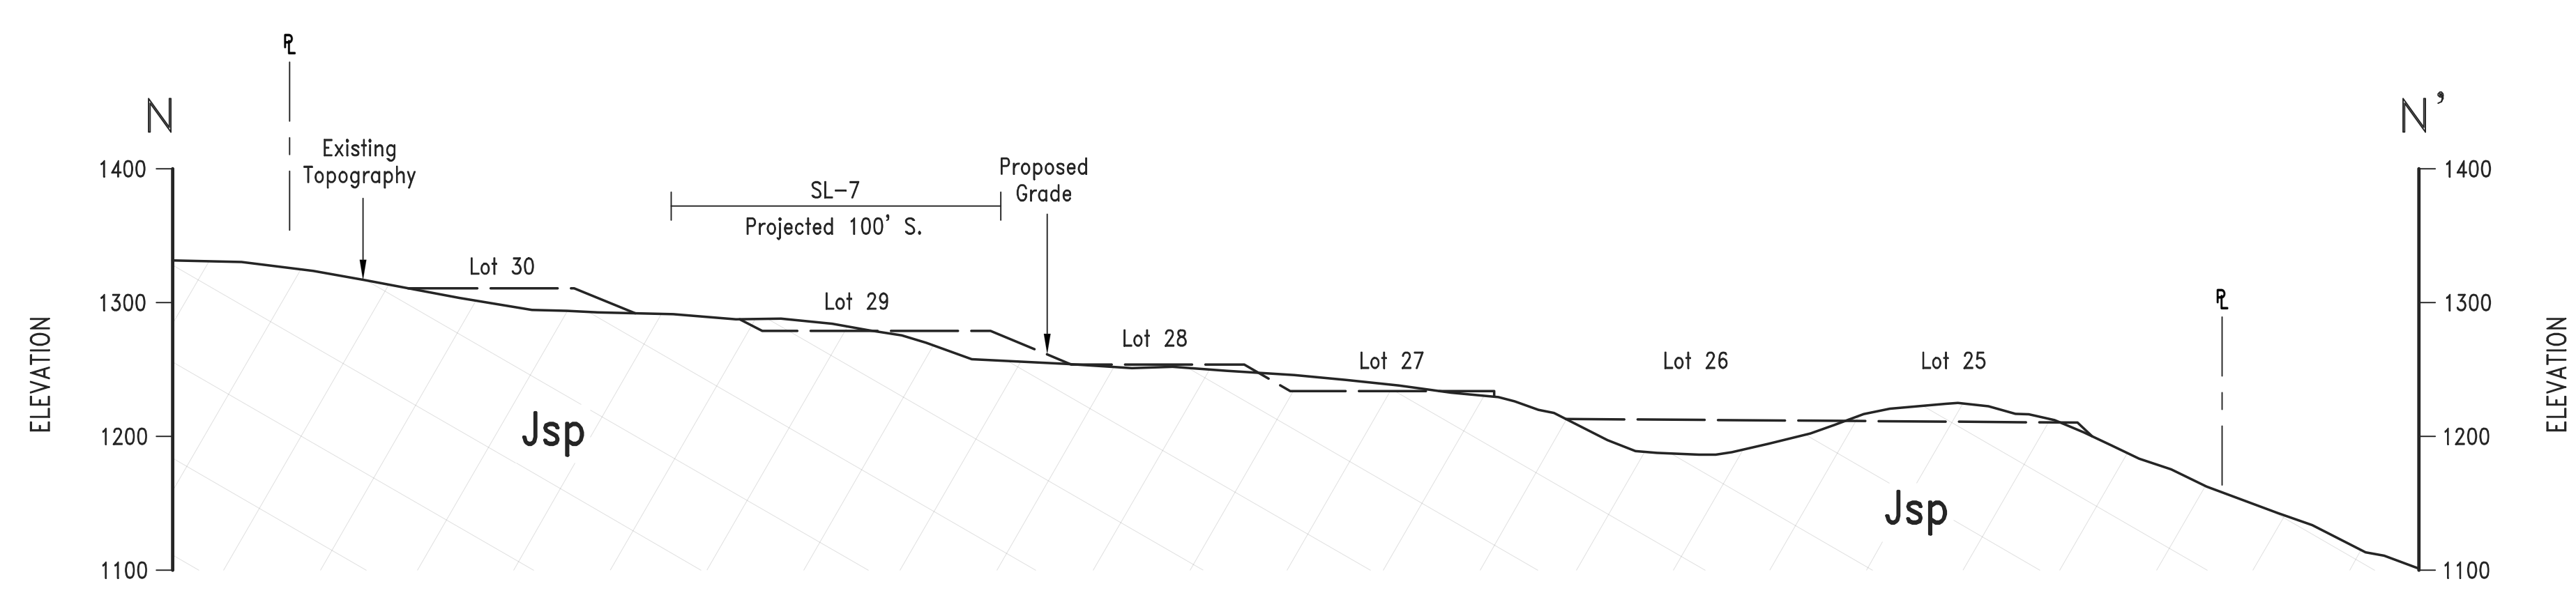 PL
N
N'
Existing
Topography
Proposed
Grade
1400
1400
SL-7
Projected 100' S.
Lot 30
Lot 29
Lot 28
Lot 27
Lot 26
Lot 25
PL
1300
1300
ELEVATION
ELEVATION
Jsp
1200
1200
Jsp
1100
1100